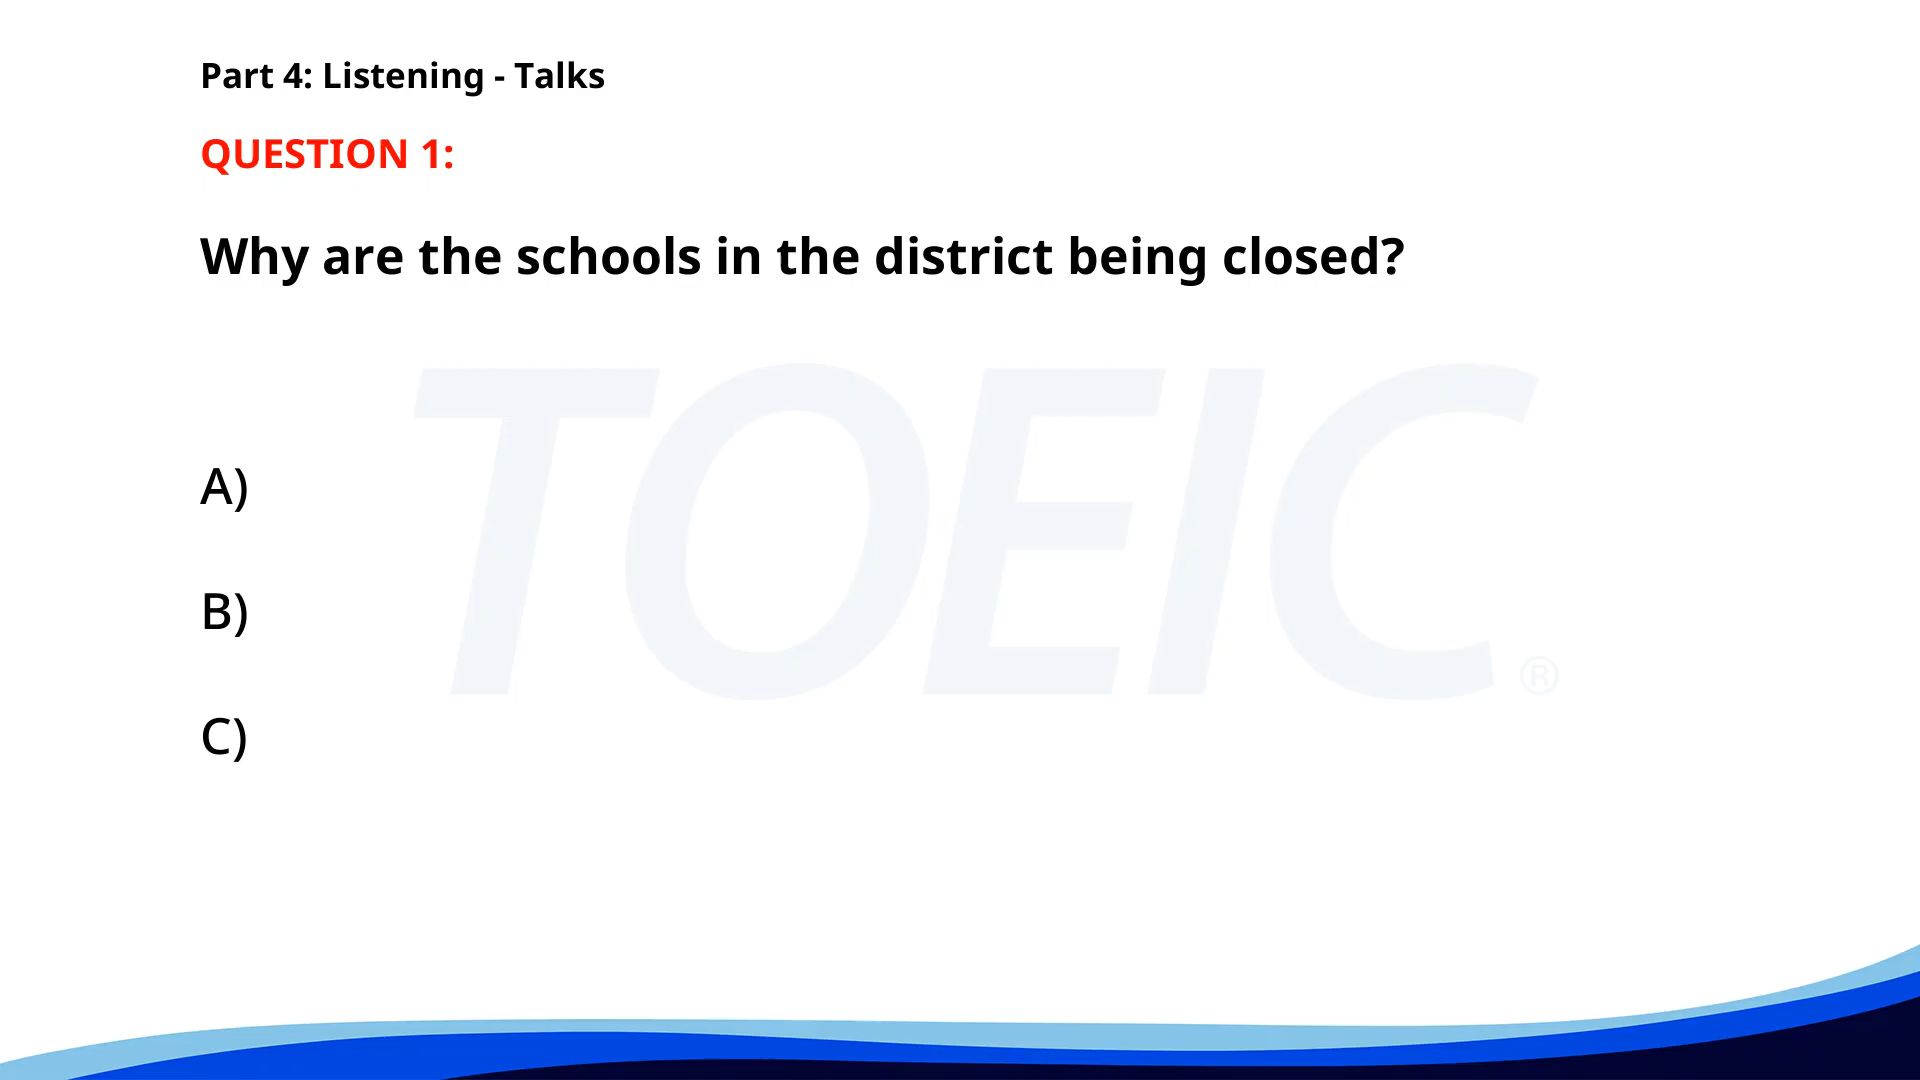 Part 4: Listening - Talks
QUESTION 1:
Why are the schools in the district being closed?
TOEIC®
A)
B)
C)